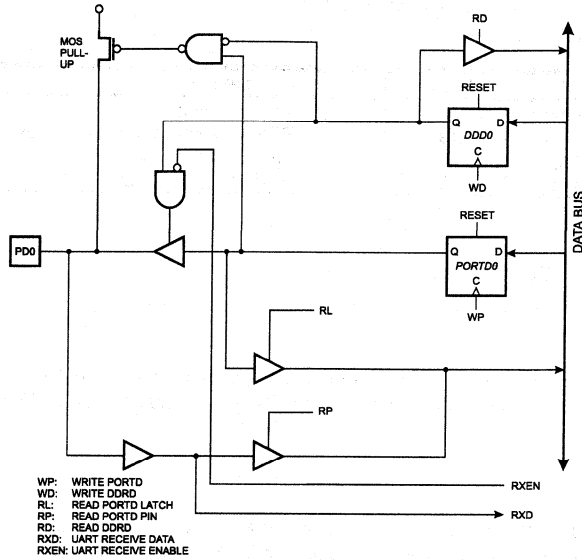 RD
MOS
PULL-
UP
RESET
Q D
DDD0
C
WD
DATA BUS
RESET
PD0
Q D
PORTD0
C
WP
RL
RP
WP: WRITE PORTD
WD: WRITE DDRD
RL: READ PORTD LATCH
RP: READ PORTD PIN
RD: READ DDRD
RXD: UART RECEIVE DATA
RXEN: UART RECEIVE ENABLE
RXEN
RXD